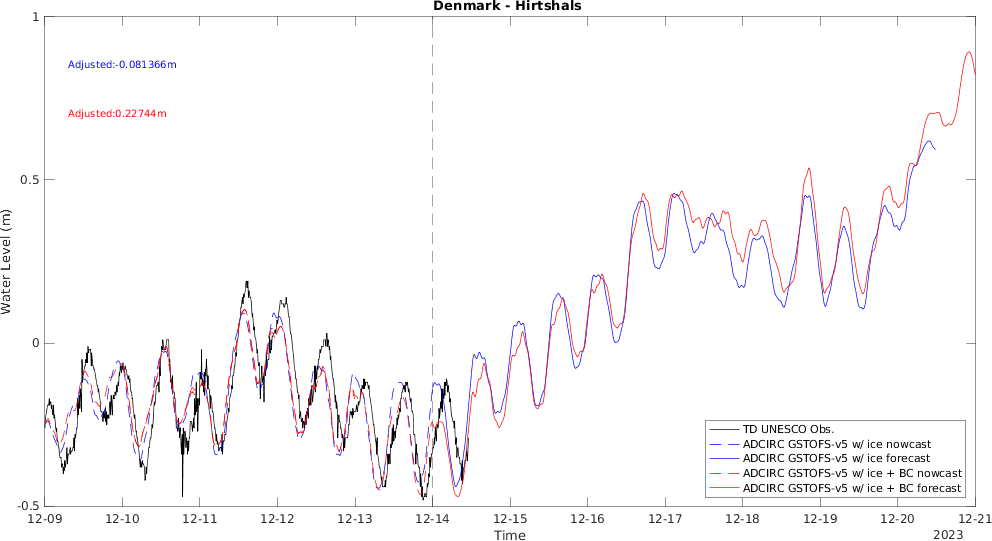 Denmark - Hirtshals
1
Adjusted:-0.081366m
Adjusted:0.22744m
0.5
Water Level (m)
0
TD UNESCO Obs.
ADCIRC GSTOFS-v5 w/ ice nowcast
ADCIRC GSTOFS-v5 w/ ice forecast
ADCIRC GSTOFS-v5 w/ ice + BC nowcast
ADCIRC GSTOFS-v5 w/ ice + BC forecast
-0.5
12-09 12-10 12-11 12-12 12-13 12-14 12-15 12-16 12-17 12-18 12-19 12-20 12-21
Time
2023